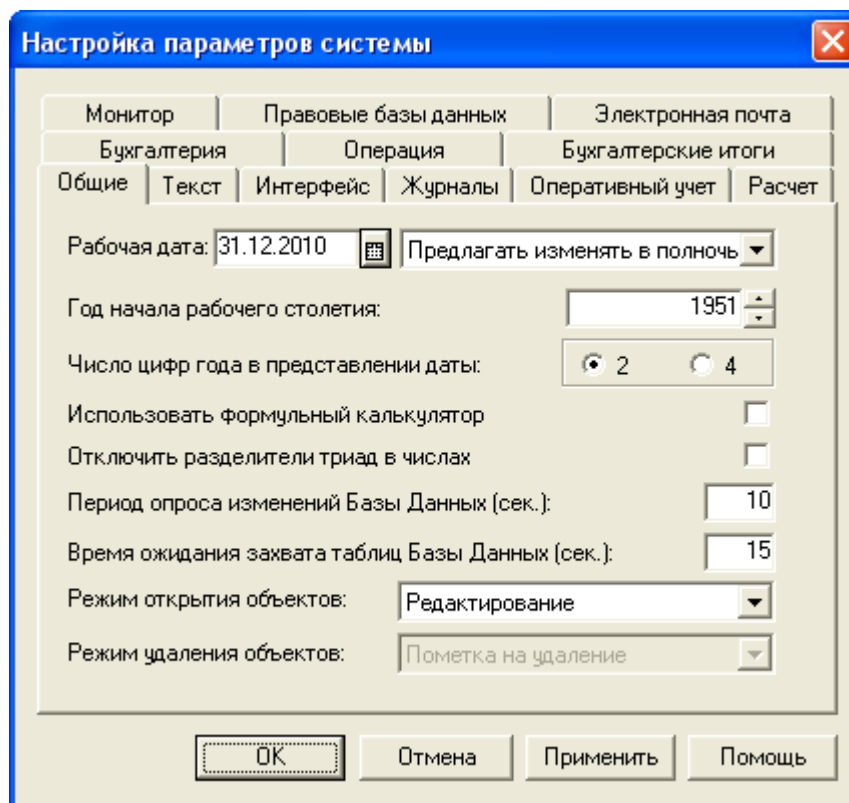 Настройка параметров системы
Монитор Правовые базы данных Электронная почта
Бухгалтерия Операция Бухгалтерские итоги
Общие Текст Интерфейс Журналы Оперативный учет Расчет
Рабочая дата: 31.12.2010 Предлагать изменять в полночь
Год начала рабочего столетия: 1951
Число цифр года в представлении даты: 2 4
Использовать формульный калькулятор
Отключить разделители триад в числах
Период опроса изменений Базы Данных (сек.): 10
Время ожидания захвата таблиц Базы Данных (сек.): 15
Режим открытия объектов: Редактирование
Режим удаления объектов: Пометка на удаление
OK Отмена Применить Помощь